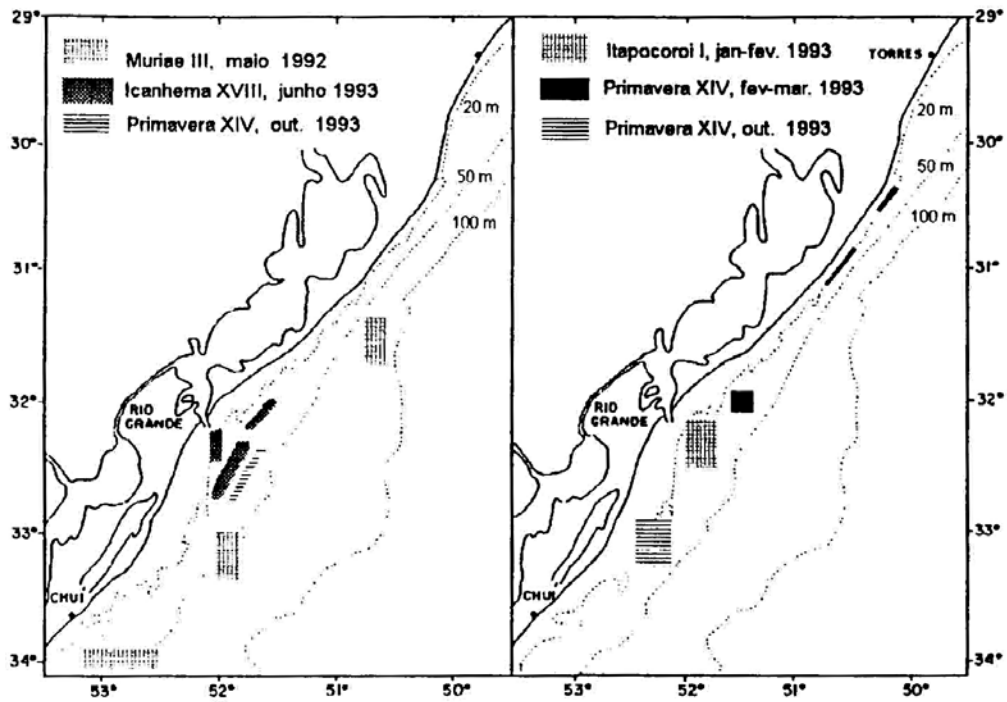 29°
30°
31°
32°
33°
34°
Muriae III, maio 1992
Icanhema XVIII, junho 1993
Primavera XIV, out. 1993
20 m
50 m
100 m
RIO GRANDE
CHUÍ
53°
52°
51°
50°
Itapocoroi I, jan-fev. 1993
Primavera XIV, fev-mar. 1993
Primavera XIV, out. 1993
TORRES
20 m
50 m
100 m
RIO GRANDE
CHUÍ
53°
52°
51°
50°
29°
30°
31°
32°
33°
34°